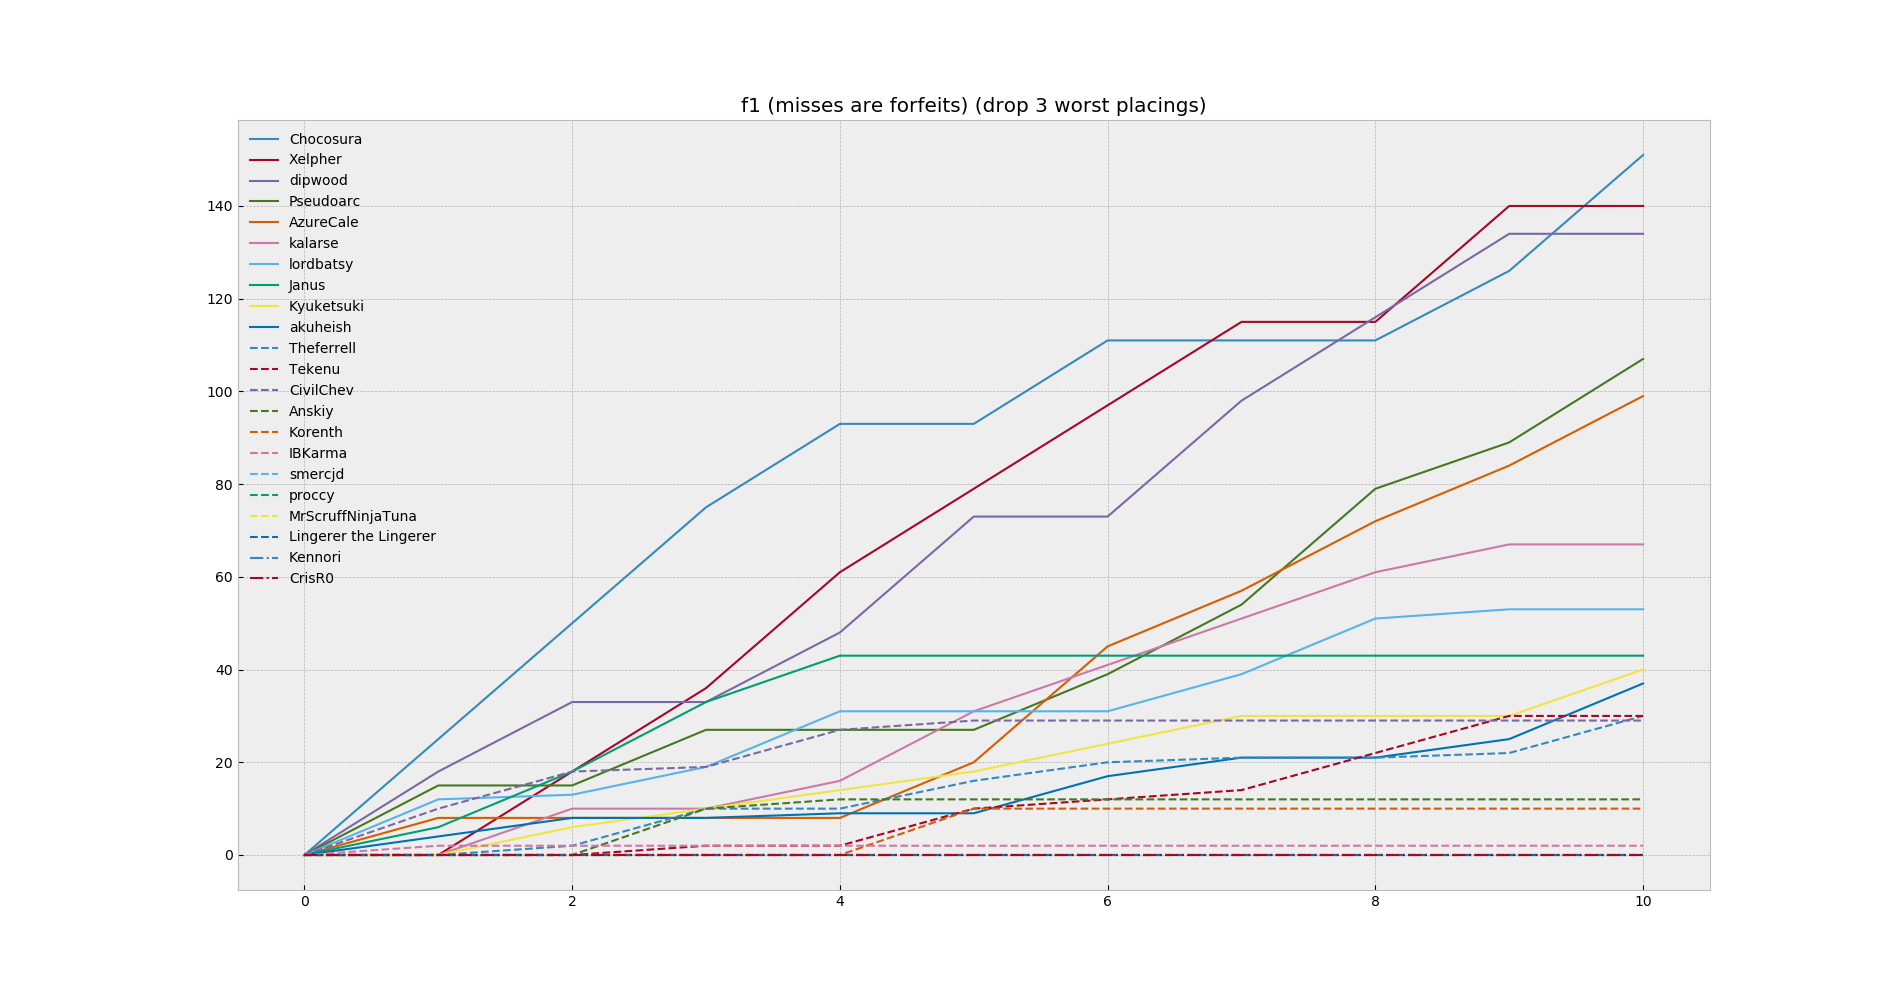 f1 (misses are forfeits) (drop 3 worst placings)
Chocosura
Xelpher
dipwood
Pseudoarc
AzureCale
kalarse
lordbatsy
Janus
Kyuketsuki
akuheish
Theferrell
Tekenu
CivilChev
Anskiy
Korenth
IBKarma
smercjd
proccy
MrScruffNinjaTuna
Lingerer the Lingerer
Kennori
CrisR0
140
120
100
80
60
40
20
0
0 2 4 6 8 10